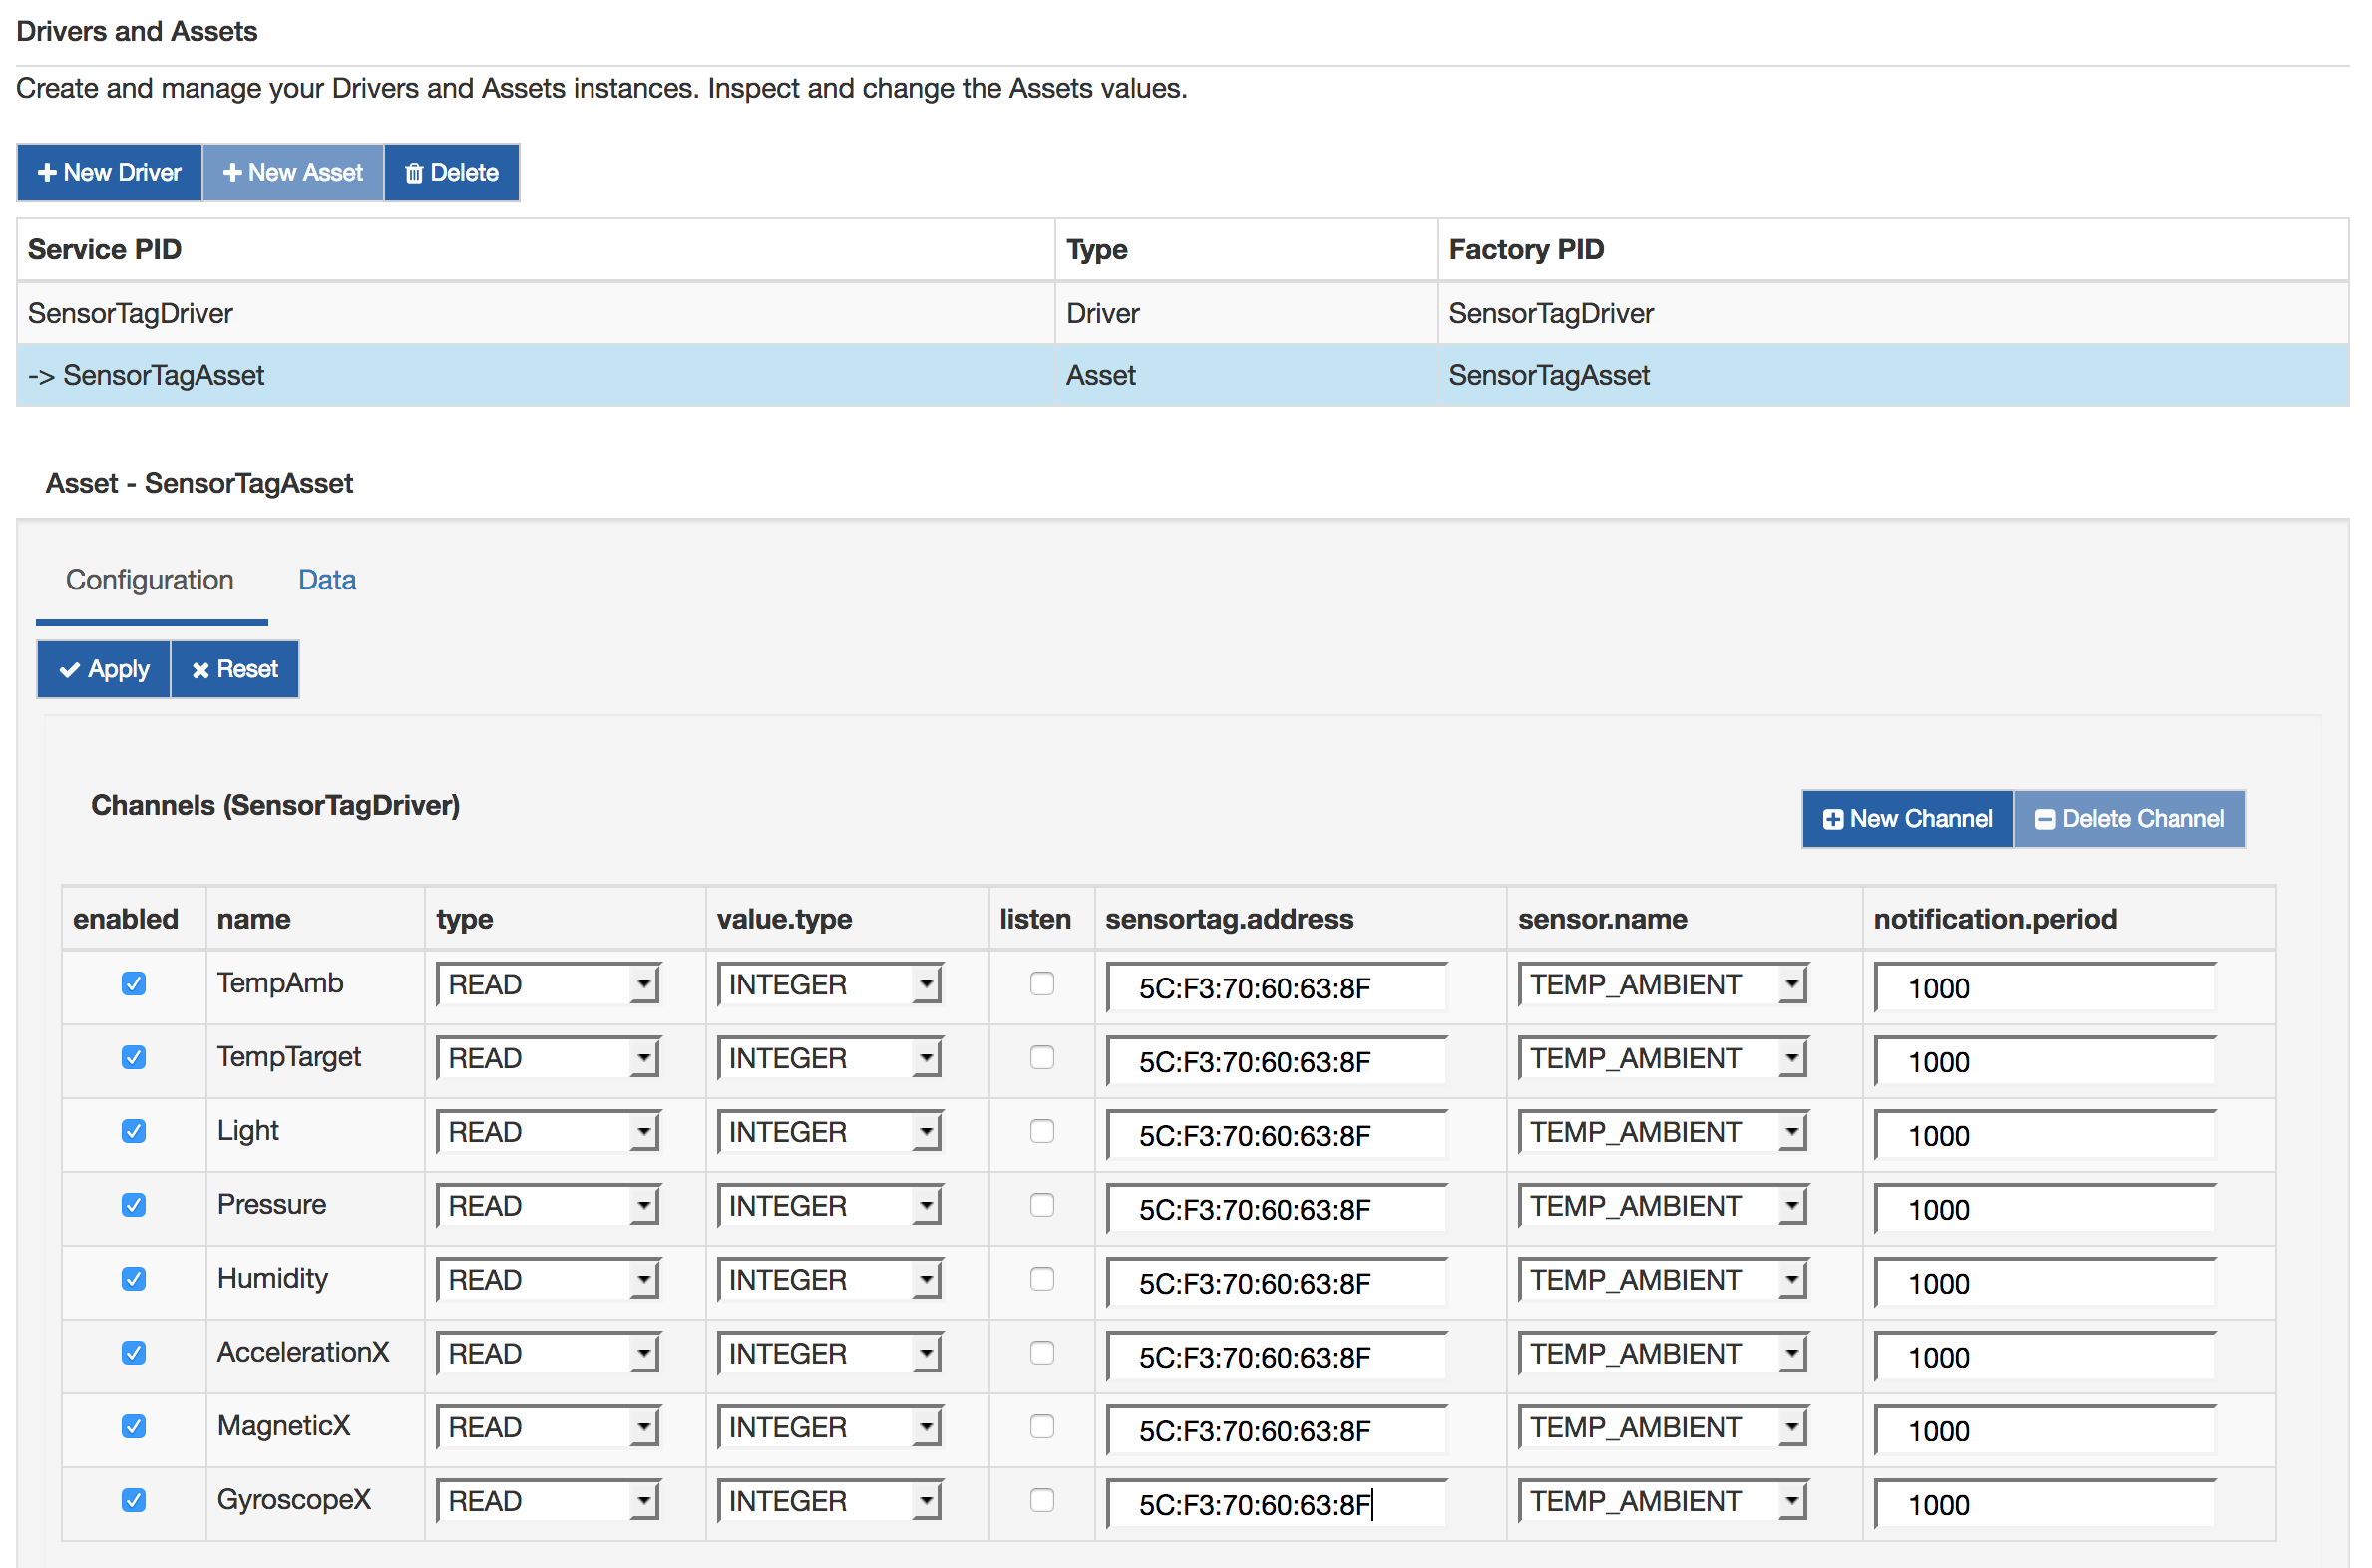 Drivers and Assets
Create and manage your Drivers and Assets instances. Inspect and change the Assets values.
New Driver New Asset Delete
Service PID Type Factory PID
SensorTagDriver Driver SensorTagDriver
-> SensorTagAsset Asset SensorTagAsset
Asset - SensorTagAsset
Configuration Data
Apply Reset
Channels (SensorTagDriver) New Channel Delete Channel
enabled name type value.type listen sensortag.address sensor.name notification.period
TempAmb READ INTEGER 5C:F3:70:60:63:8F TEMP_AMBIENT 1000
TempTarget READ INTEGER 5C:F3:70:60:63:8F TEMP_AMBIENT 1000
Light READ INTEGER 5C:F3:70:60:63:8F TEMP_AMBIENT 1000
Pressure READ INTEGER 5C:F3:70:60:63:8F TEMP_AMBIENT 1000
Humidity READ INTEGER 5C:F3:70:60:63:8F TEMP_AMBIENT 1000
AccelerationX READ INTEGER 5C:F3:70:60:63:8F TEMP_AMBIENT 1000
MagneticX READ INTEGER 5C:F3:70:60:63:8F TEMP_AMBIENT 1000
GyroscopeX READ INTEGER 5C:F3:70:60:63:8F TEMP_AMBIENT 1000